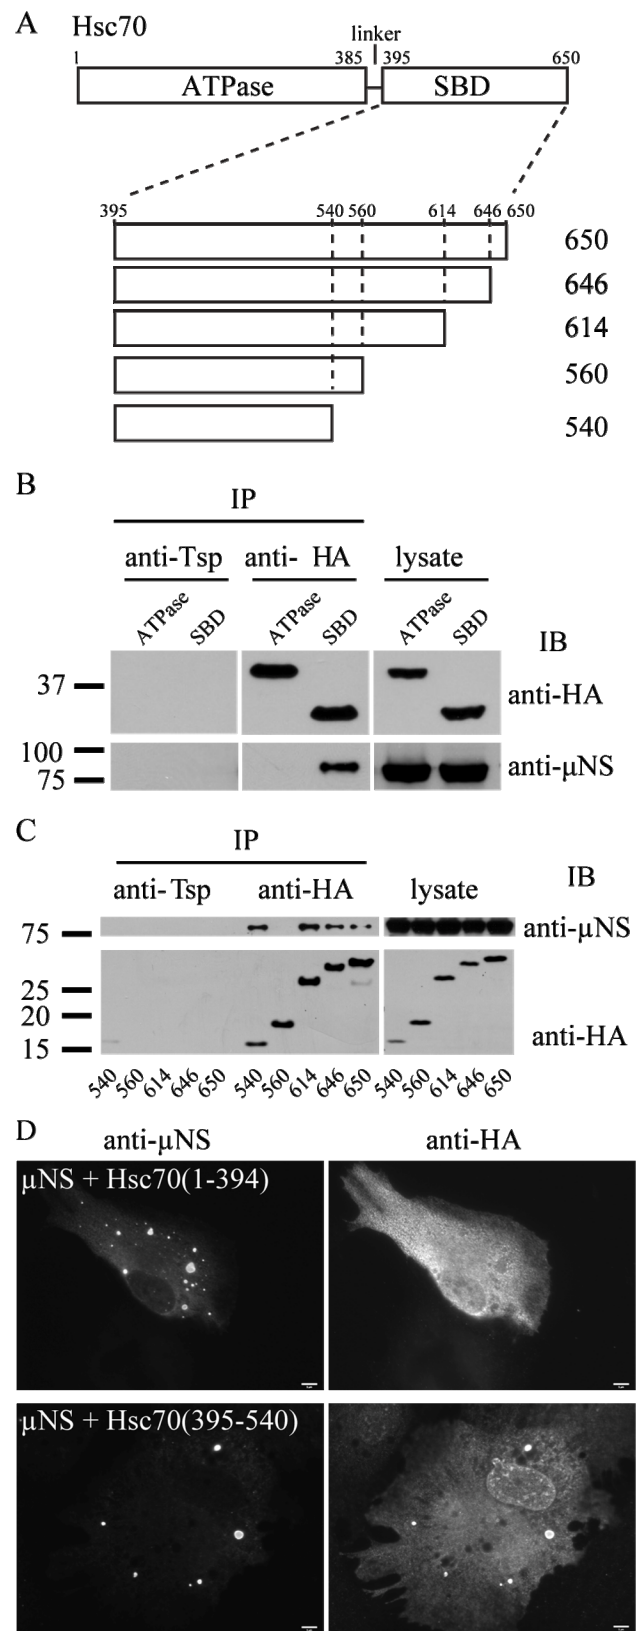 A Hsc70
linker
1 385 395 650
ATPase SBD
395 540 560 614 646 650
650
646
614
560
540
B
IP
anti-Tsp anti- HA lysate
ATPase SBD ATPase SBD ATPase SBD IB
37 anti-HA
100
75 anti-μNS
C
IP
anti-Tsp anti-HA lysate IB
75 anti-μNS
25
20
15 anti-HA
540 560 614 646 650 540 560 614 646 650 540 560 614 646 650
D anti-μNS anti-HA
μNS + Hsc70(1-394)
μNS + Hsc70(395-540)